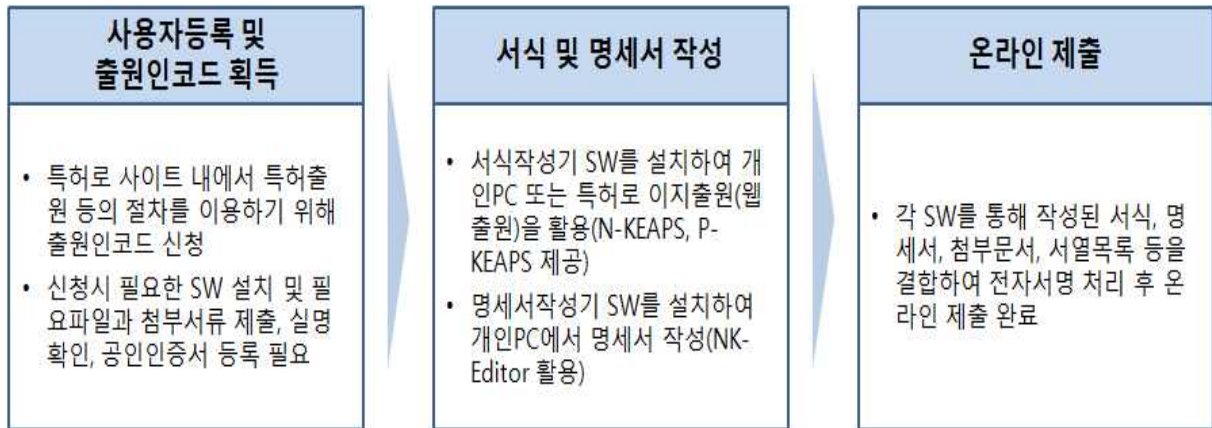 사용자등록 및
출원인코드 획득
• 특허로 사이트 내에서 특허출
원 등의 절차를 이용하기 위해
출원인코드 신청
• 신청시 필요한 SW 설치 및 필
요파일과 첨부서류 제출, 실명
확인, 공인인증서 등록 필요
서식 및 명세서 작성
• 서식작성기 SW를 설치하여 개
인PC 또는 특허로 이지출원(웹
출원)을 활용(N-KEAPS, P-
KEAPS 제공)
• 명세서작성기 SW를 설치하여
개인PC에서 명세서 작성(NK-
Editor 활용)
온라인 제출
• 각 SW를 통해 작성된 서식, 명
세서, 첨부문서, 서열목록 등을
결합하여 전자서명 처리 후 온
라인 제출 완료